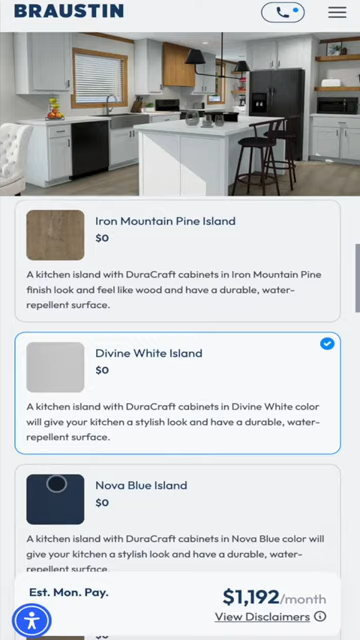 BRAUSTIN
Iron Mountain Pine Island
$0
A kitchen island with DuraCraft cabinets in Iron Mountain Pine
finish look and feel like wood and have a durable, water-
repellent surface.
Divine White Island
$0
A kitchen island with DuraCraft cabinets in Divine White color
will give your kitchen a stylish look and have a durable, water-
repellent surface.
Nova Blue Island
$0
A kitchen island with DuraCraft cabinets in Nova Blue color will
give your kitchen a stylish look and have a durable, water-
repellent surface.
Est. Mon. Pay.
$1,192/month
View Disclaimers
$0